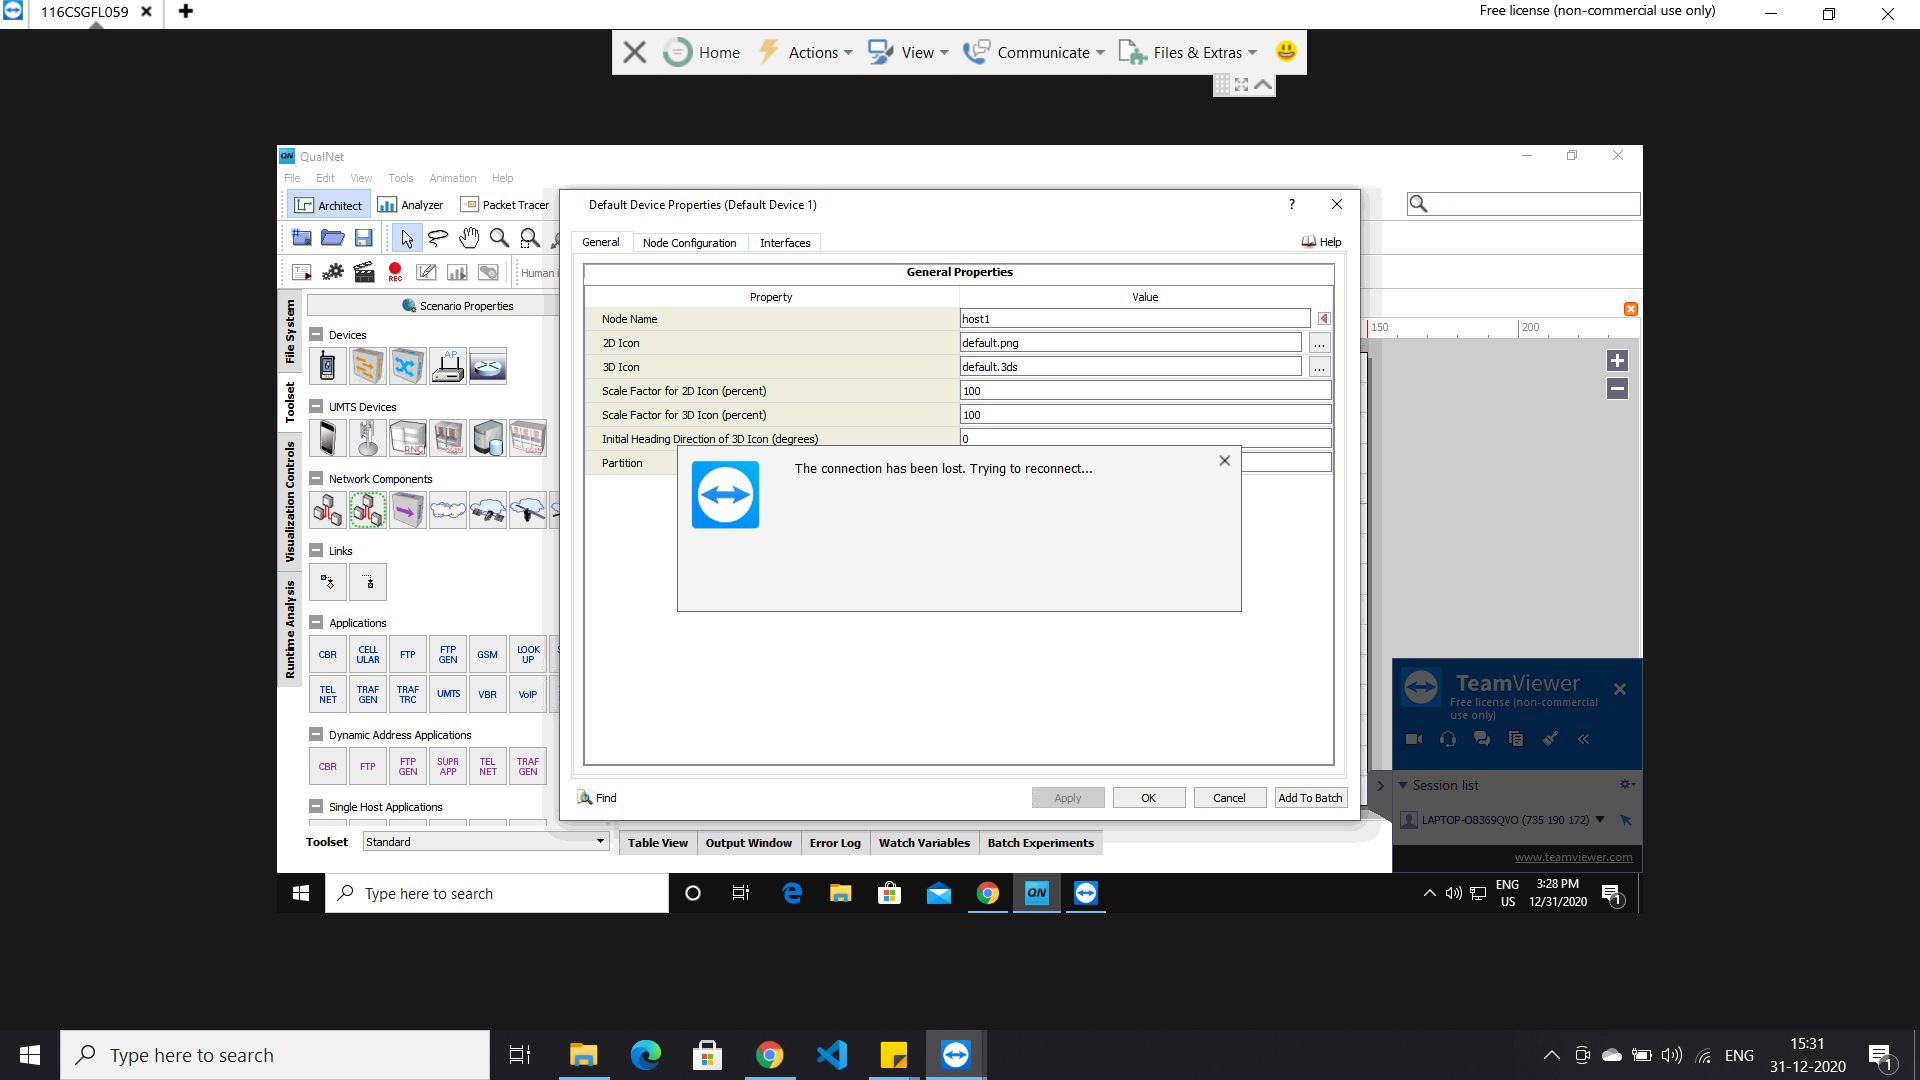 116CSGFL059
Free license (non-commercial use only)
Home Actions View Communicate Files & Extras
QN QualNet
File Edit View Tools Animation Help
Architect Analyzer Packet Tracer
REC
Human i
Default Device Properties (Default Device 1)
?
General Node Configuration Interfaces
Help
General Properties
Property Value
Node Name host1
2D Icon default.png ...
3D Icon default.3ds ...
Scale Factor for 2D Icon (percent) 100
Scale Factor for 3D Icon (percent) 100
Initial Heading Direction of 3D Icon (degrees) 0
Partition
The connection has been lost. Trying to reconnect...
Find
Apply OK Cancel Add To Batch
150 200
File System
Toolset
Visualization Controls
Runtime Analysis
Scenario Properties
Devices
AP
UMTS Devices
RNC
Network Components
Links
Applications
CBR CELL ULAR FTP FTP GEN GSM LOOK UP
TEL NET TRAF GEN TRAF TRC UMTS VBR VoIP
Dynamic Address Applications
CBR FTP FTP GEN SUPR APP TEL NET TRAF GEN
Single Host Applications
Toolset Standard
Table View Output Window Error Log Watch Variables Batch Experiments
TeamViewer
Free license (non-commercial
use only)
Session list
LAPTOP-O8369QVO (735 190 172)
www.teamviewer.com
Type here to search
QN
ENG
US
3:28 PM
12/31/2020
1
Type here to search
ENG
15:31
31-12-2020
1